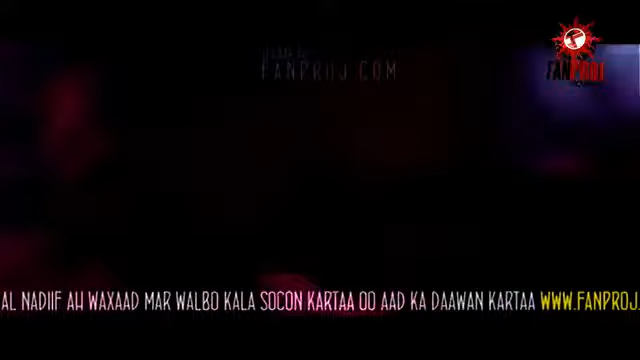 FANPROJ.COM
FANPROJ
AL NADIIF AH WAXAAD MAR WALBO KALA SOCON KARTAA OO AAD KA DAAWAN KARTAA WWW.FANPROJ.